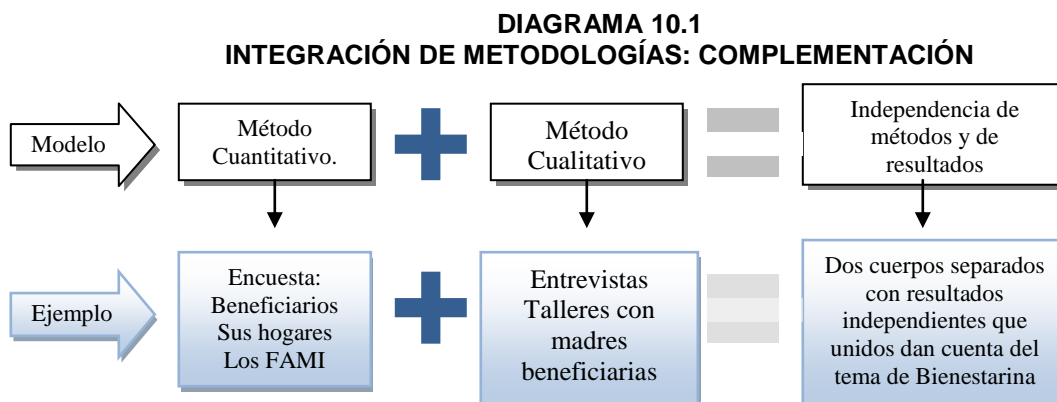 DIAGRAMA 10.1
INTEGRACIÓN DE METODOLOGÍAS: COMPLEMENTACIÓN
Modelo
Método
Cuantitativo.
Método
Cualitativo
Independencia de
métodos y de
resultados
Ejemplo
Encuesta:
Beneficiarios
Sus hogares
Los FAMI
Entrevistas
Talleres con
madres
beneficiarias
Dos cuerpos separados
con resultados
independientes que
unidos dan cuenta del
tema de Bienestarina